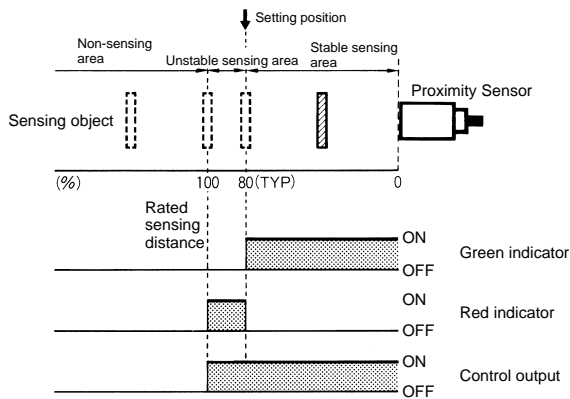 Setting position
Non-sensing
area
Unstable sensing area
Stable sensing
area
Proximity Sensor
Sensing object
(%)
100
80(TYP)
0
Rated
sensing
distance
ON
OFF
Green indicator
ON
OFF
Red indicator
ON
OFF
Control output